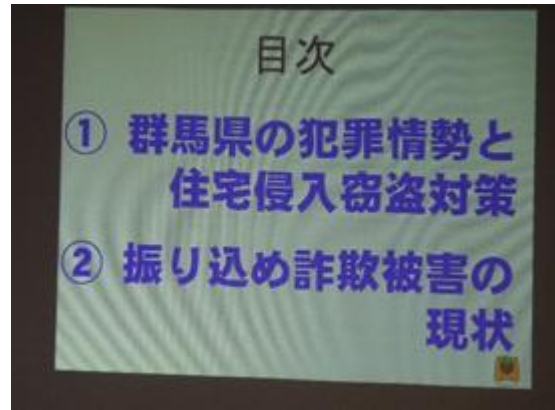 目次
① 群馬県の犯罪情勢と
住宅侵入窃盗対策
② 振り込め詐欺被害の
現状